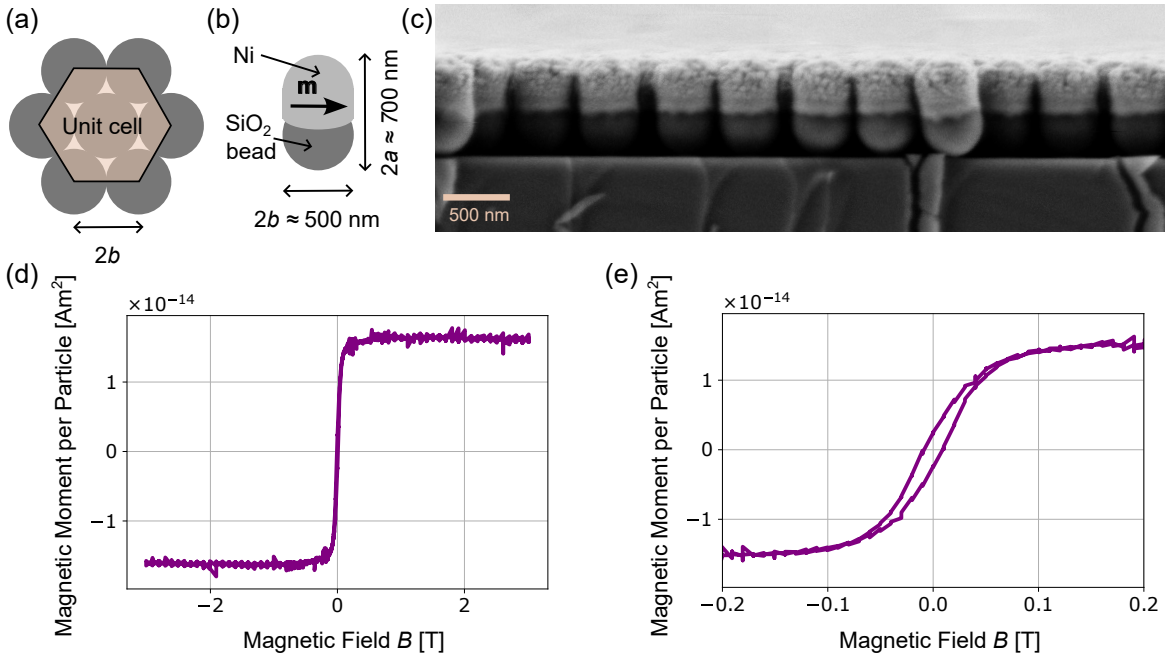 (a)
Unit cell
2b
(b)
Ni
m
SiO₂
bead
2a ≈ 700 nm
2b ≈ 500 nm
(c)
500 nm
(d)
×10⁻¹⁴
Magnetic Moment per Particle [Am²]
1
0
−1
−2
0
2
Magnetic Field B [T]
(e)
×10⁻¹⁴
Magnetic Moment per Particle [Am²]
1
0
−1
−0.2
−0.1
0.0
0.1
0.2
Magnetic Field B [T]